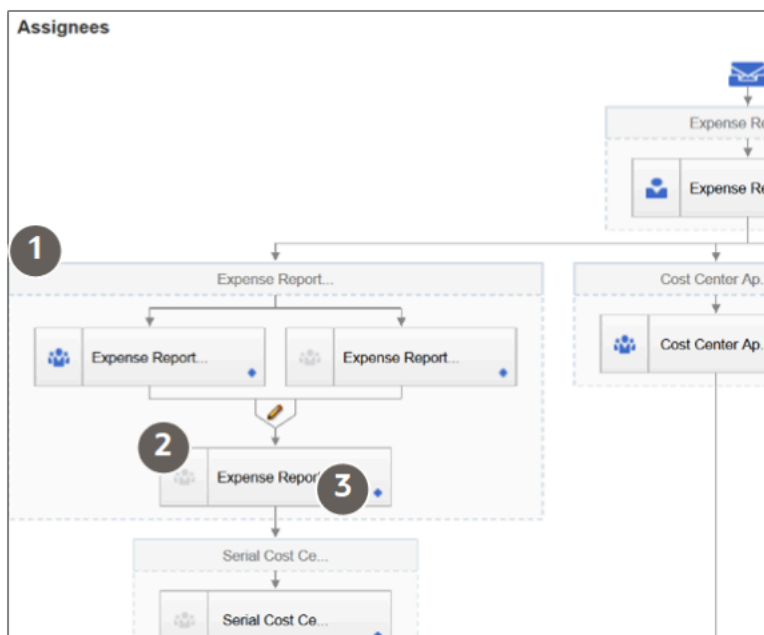 Assignees
Expense Re
Expense Re
1
Expense Report...
Cost Center Ap.
Expense Report...
Expense Report...
Cost Center Ap.
2
Expense Repor
3
Serial Cost Ce...
Serial Cost Ce...